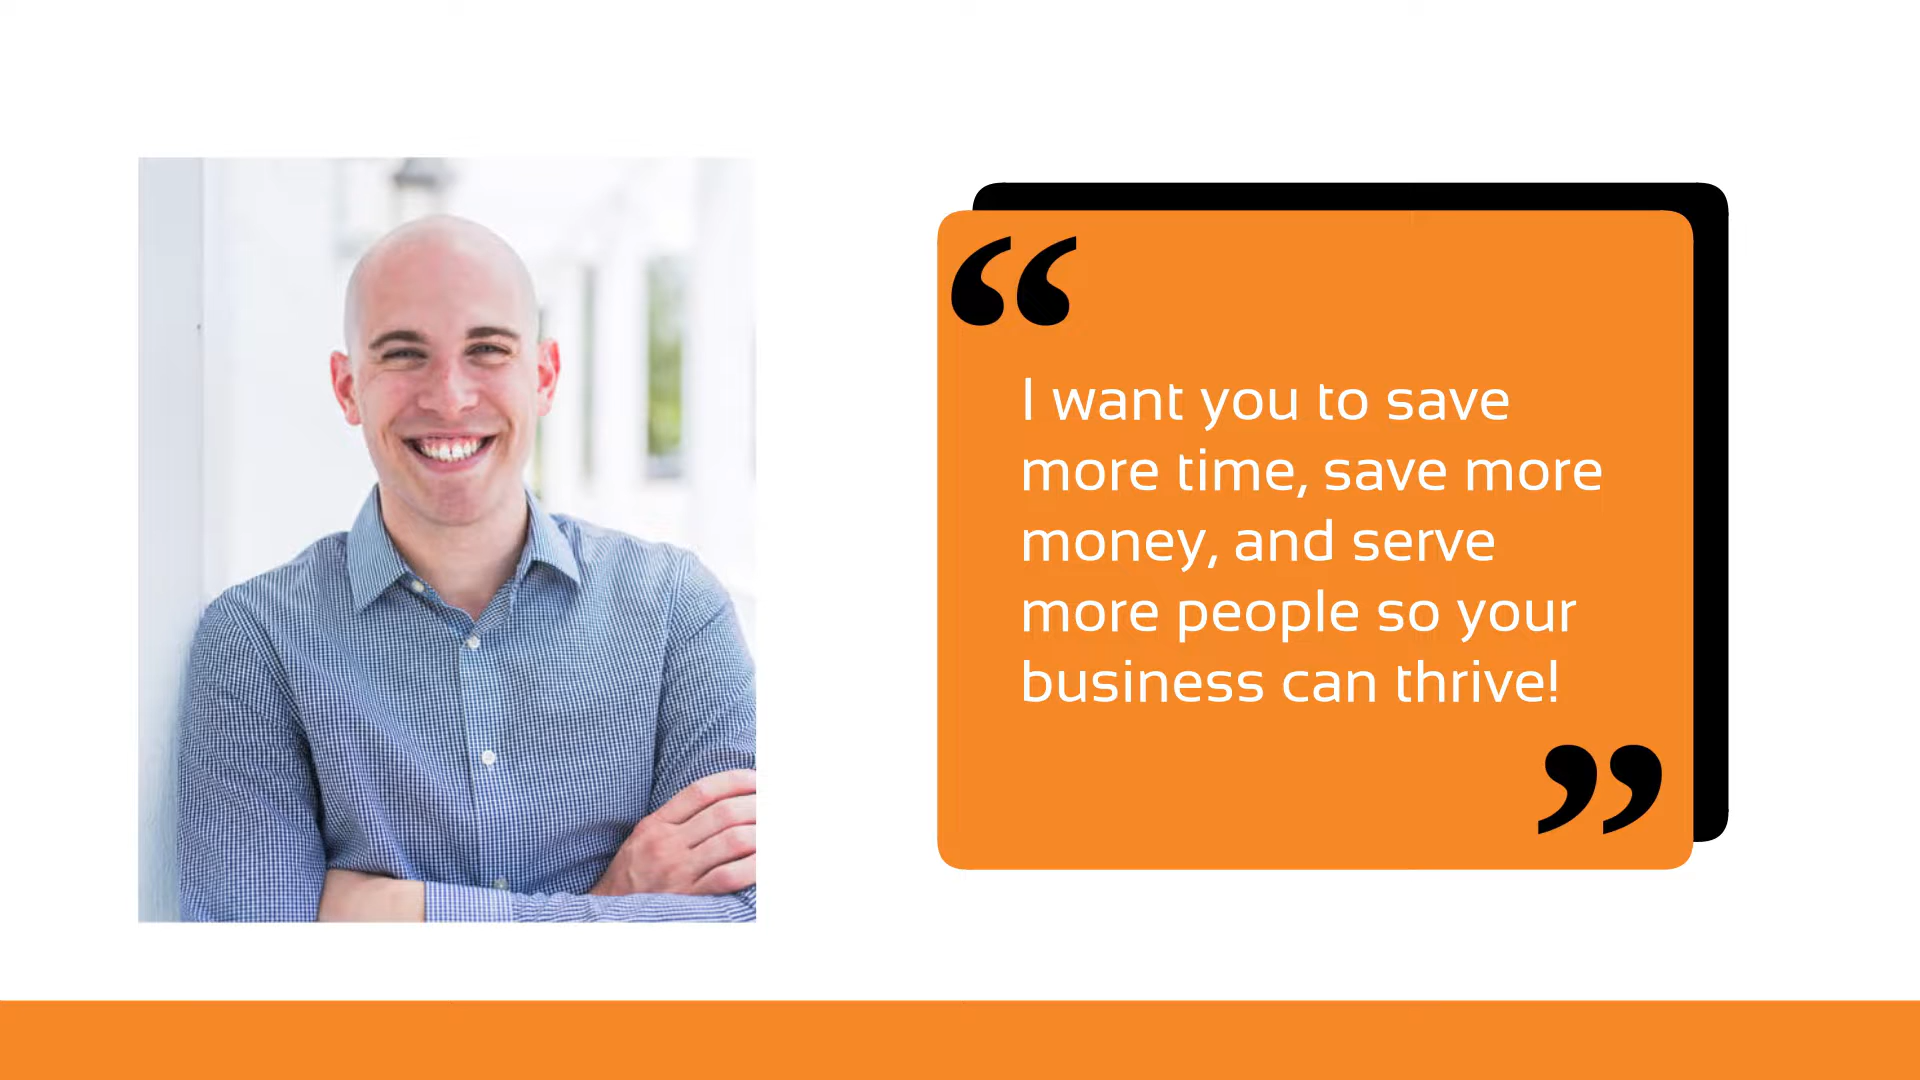 “
I want you to save
more time, save more
money, and serve
more people so your
business can thrive!
”